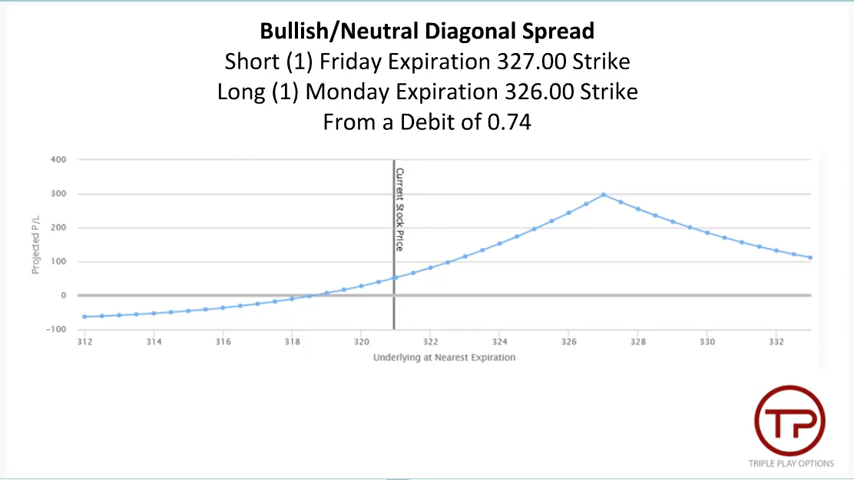 Bullish/Neutral Diagonal Spread
Short (1) Friday Expiration 327.00 Strike
Long (1) Monday Expiration 326.00 Strike
From a Debit of 0.74
400
300
200
100
0
-100
Projected P/L
Current Stock Price
312
314
316
318
320
322
324
326
328
330
332
Underlying at Nearest Expiration
TP
TRIPLE PLAY OPTIONS